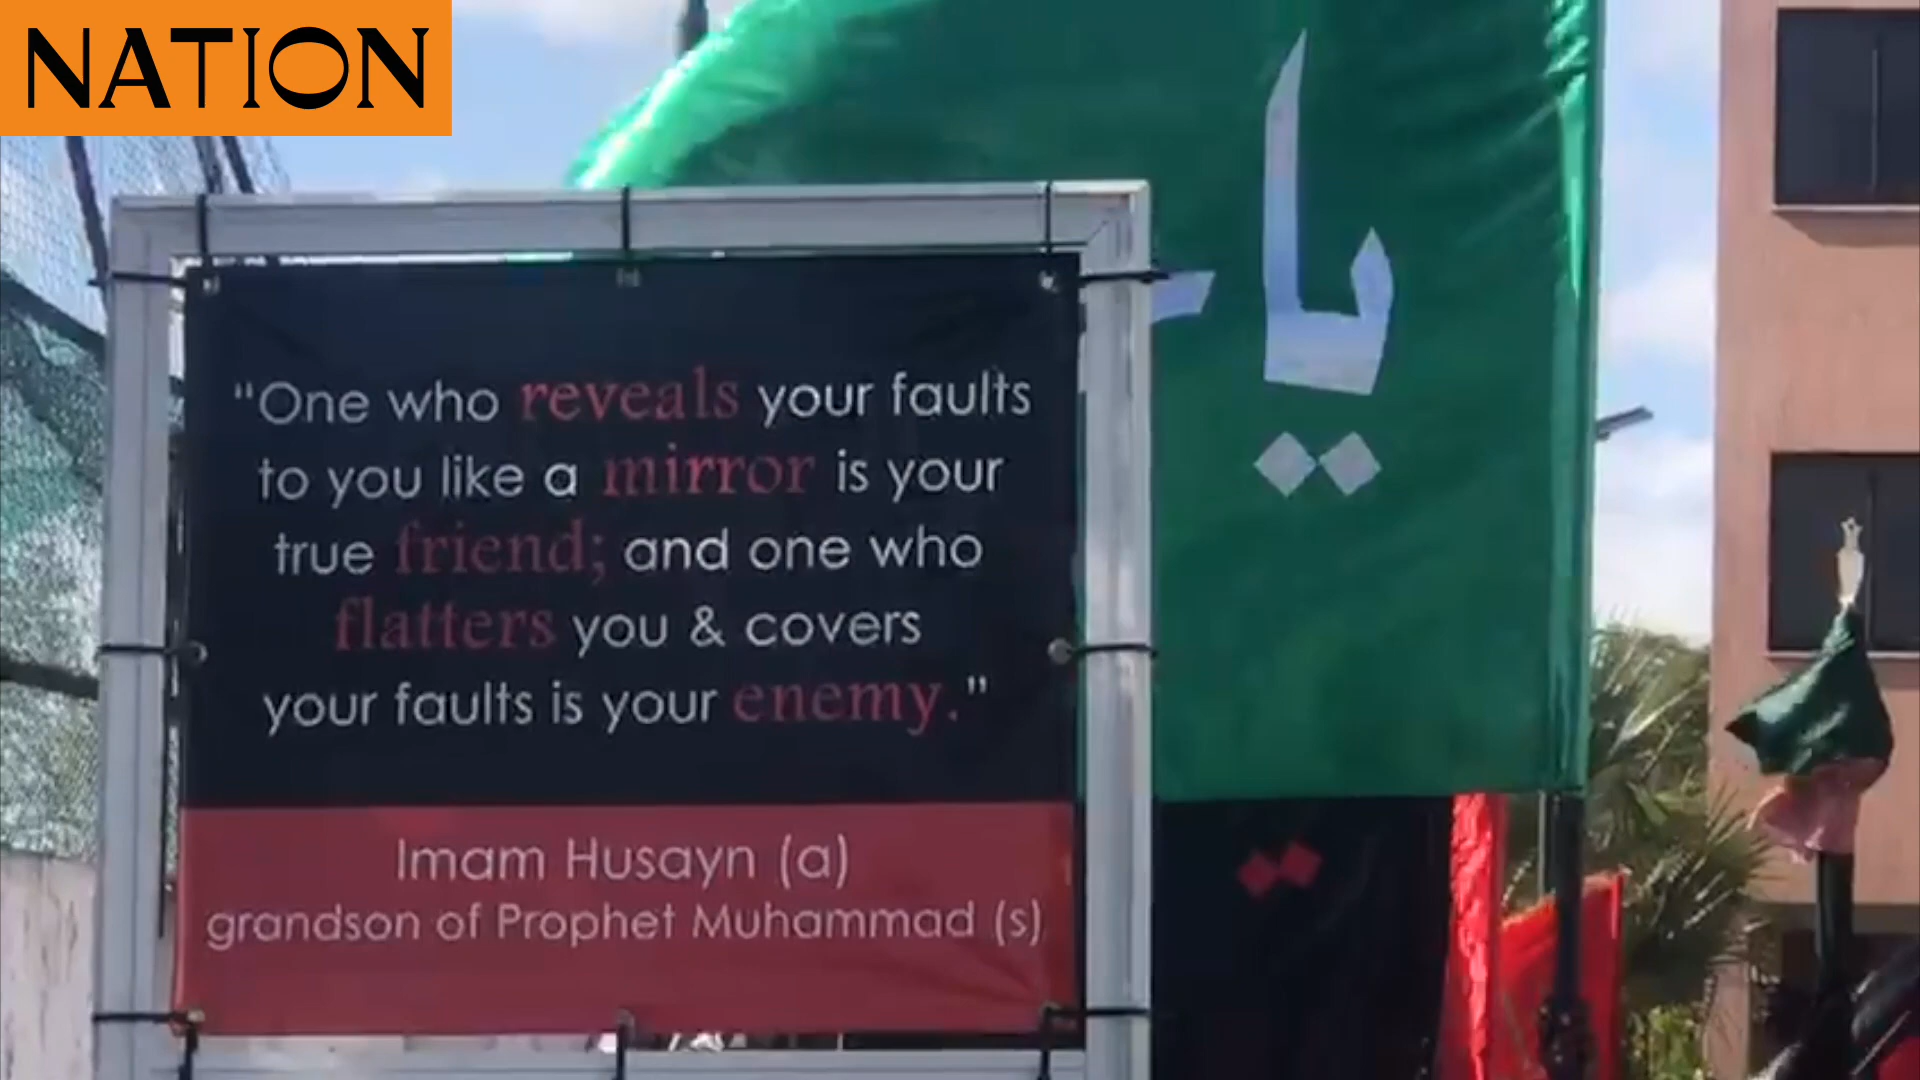 NATION
يا
"One who reveals your faults
to you like a mirror is your
true friend; and one who
flatters you & covers
your faults is your enemy."
Imam Husayn (a)
grandson of Prophet Muhammad (s)